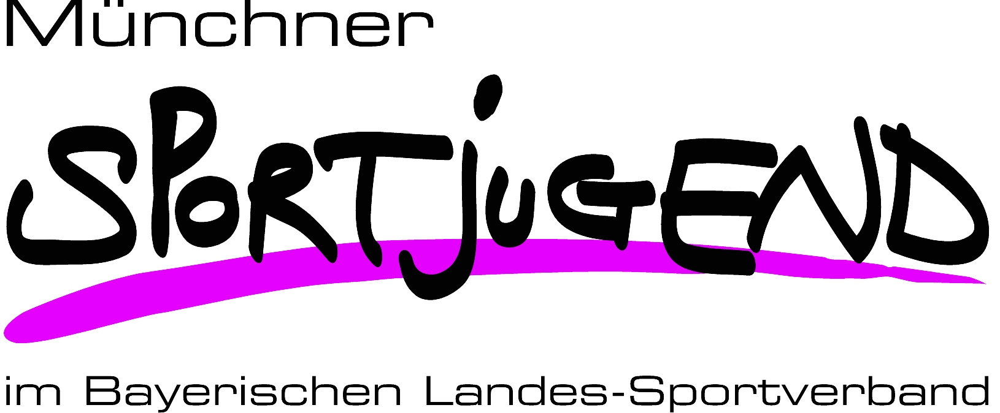 Münchner
SPORTjUGEND
im Bayerischen Landes-Sportverband